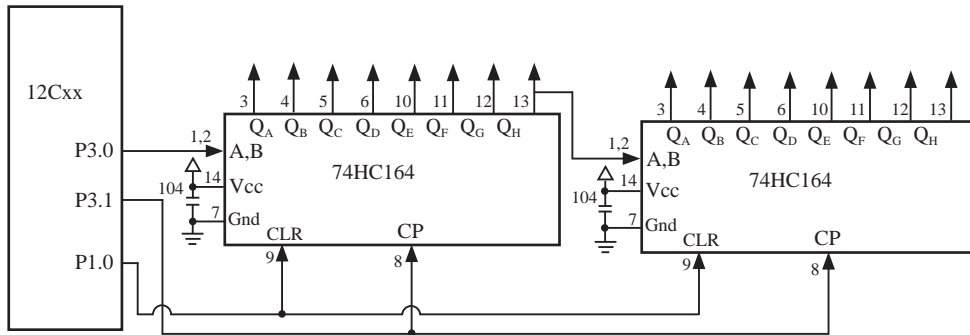 12Cxx
P3.0
P3.1
P1.0
3 4 5 6 10 11 12 13
QA QB QC QD QE QF QG QH
1,2 A,B
74HC164
14 Vcc
104
7 Gnd
CLR CP
9 8
3 4 5 6 10 11 12 13
QA QB QC QD QE QF QG QH
1,2 A,B
74HC164
14 Vcc
104
7 Gnd
CLR CP
9 8